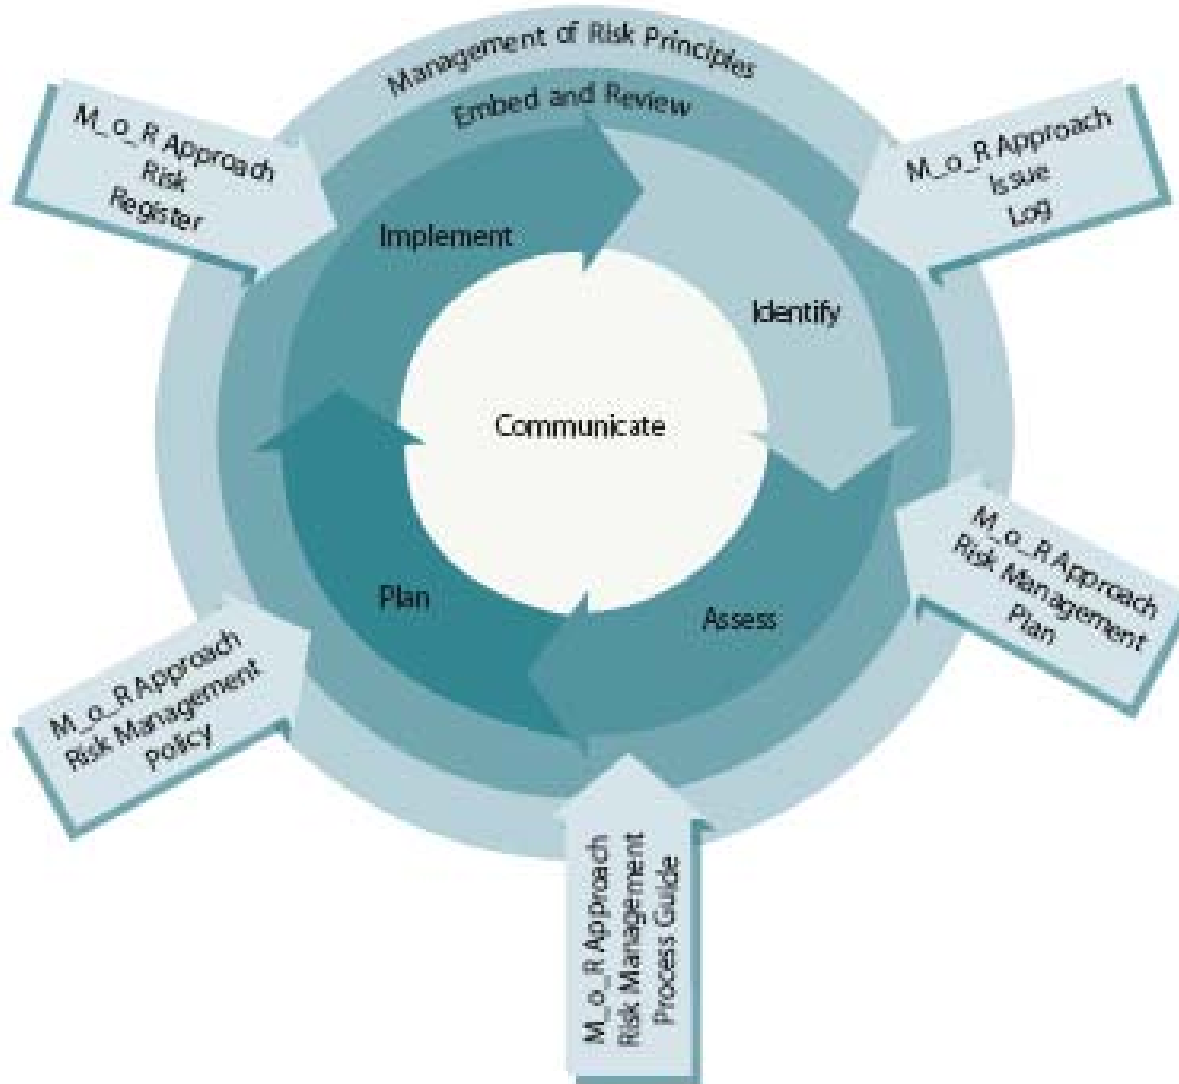 Management of Risk Principles
Embed and Review
M_o_R Approach
Risk
Register
M_o_R Approach
Issue
Log
Implement
Identify
Communicate
Plan
Assess
M_o_R Approach
Risk Management
Plan
M_o_R Approach
Risk Management
Policy
M_o_R Approach
Risk Management
Process Guide